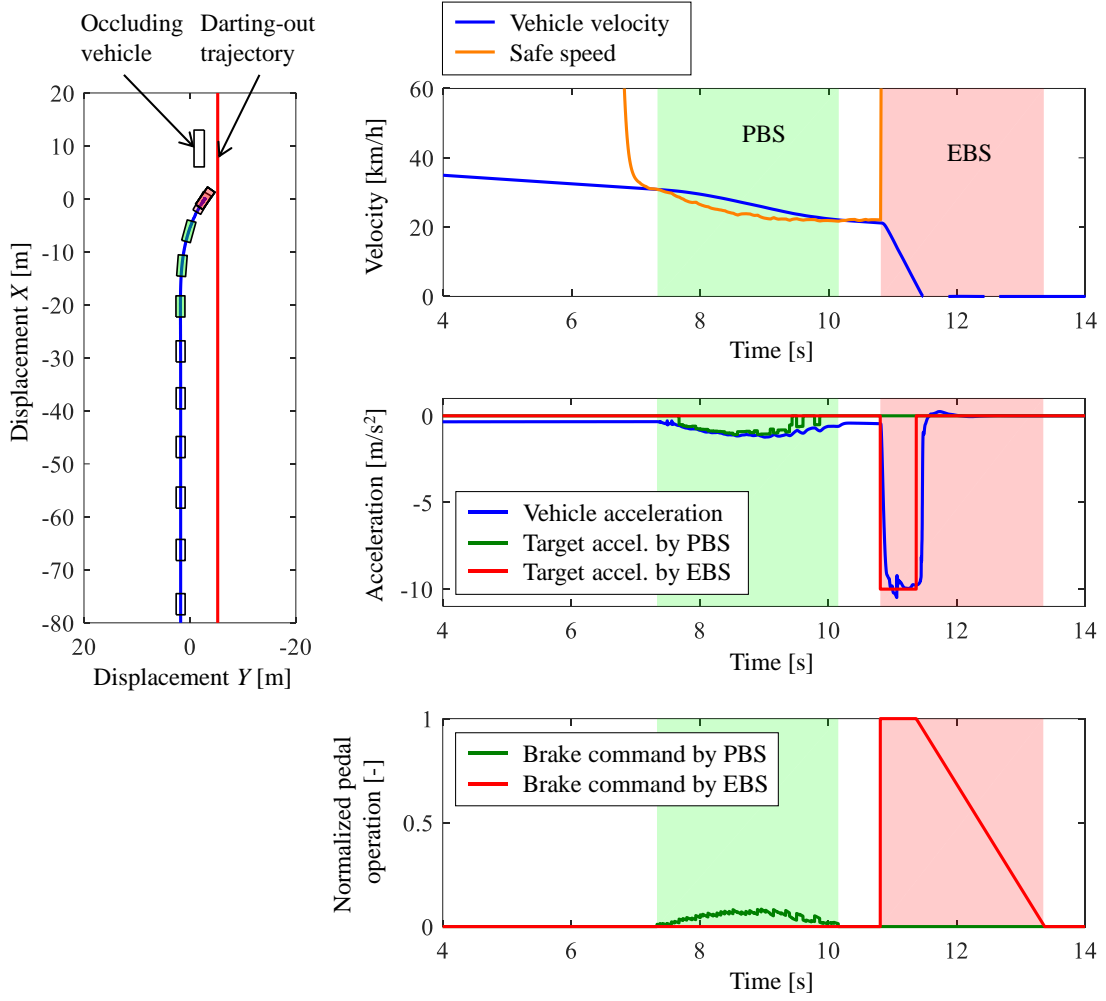 Occluding
vehicle
Darting-out
trajectory
20
10
0
-10
-20
-30
-40
-50
-60
-70
-80
20
0
-20
Displacement X [m]
Displacement Y [m]
Vehicle velocity
Safe speed
60
40
20
0
4
6
8
10
12
14
PBS
EBS
Velocity [km/h]
Time [s]
0
-5
-10
4
6
8
10
12
14
Vehicle acceleration
Target accel. by PBS
Target accel. by EBS
Acceleration [m/s²]
Time [s]
1
0.5
0
4
6
8
10
12
14
Brake command by PBS
Brake command by EBS
Normalized pedal
operation [-]
Time [s]